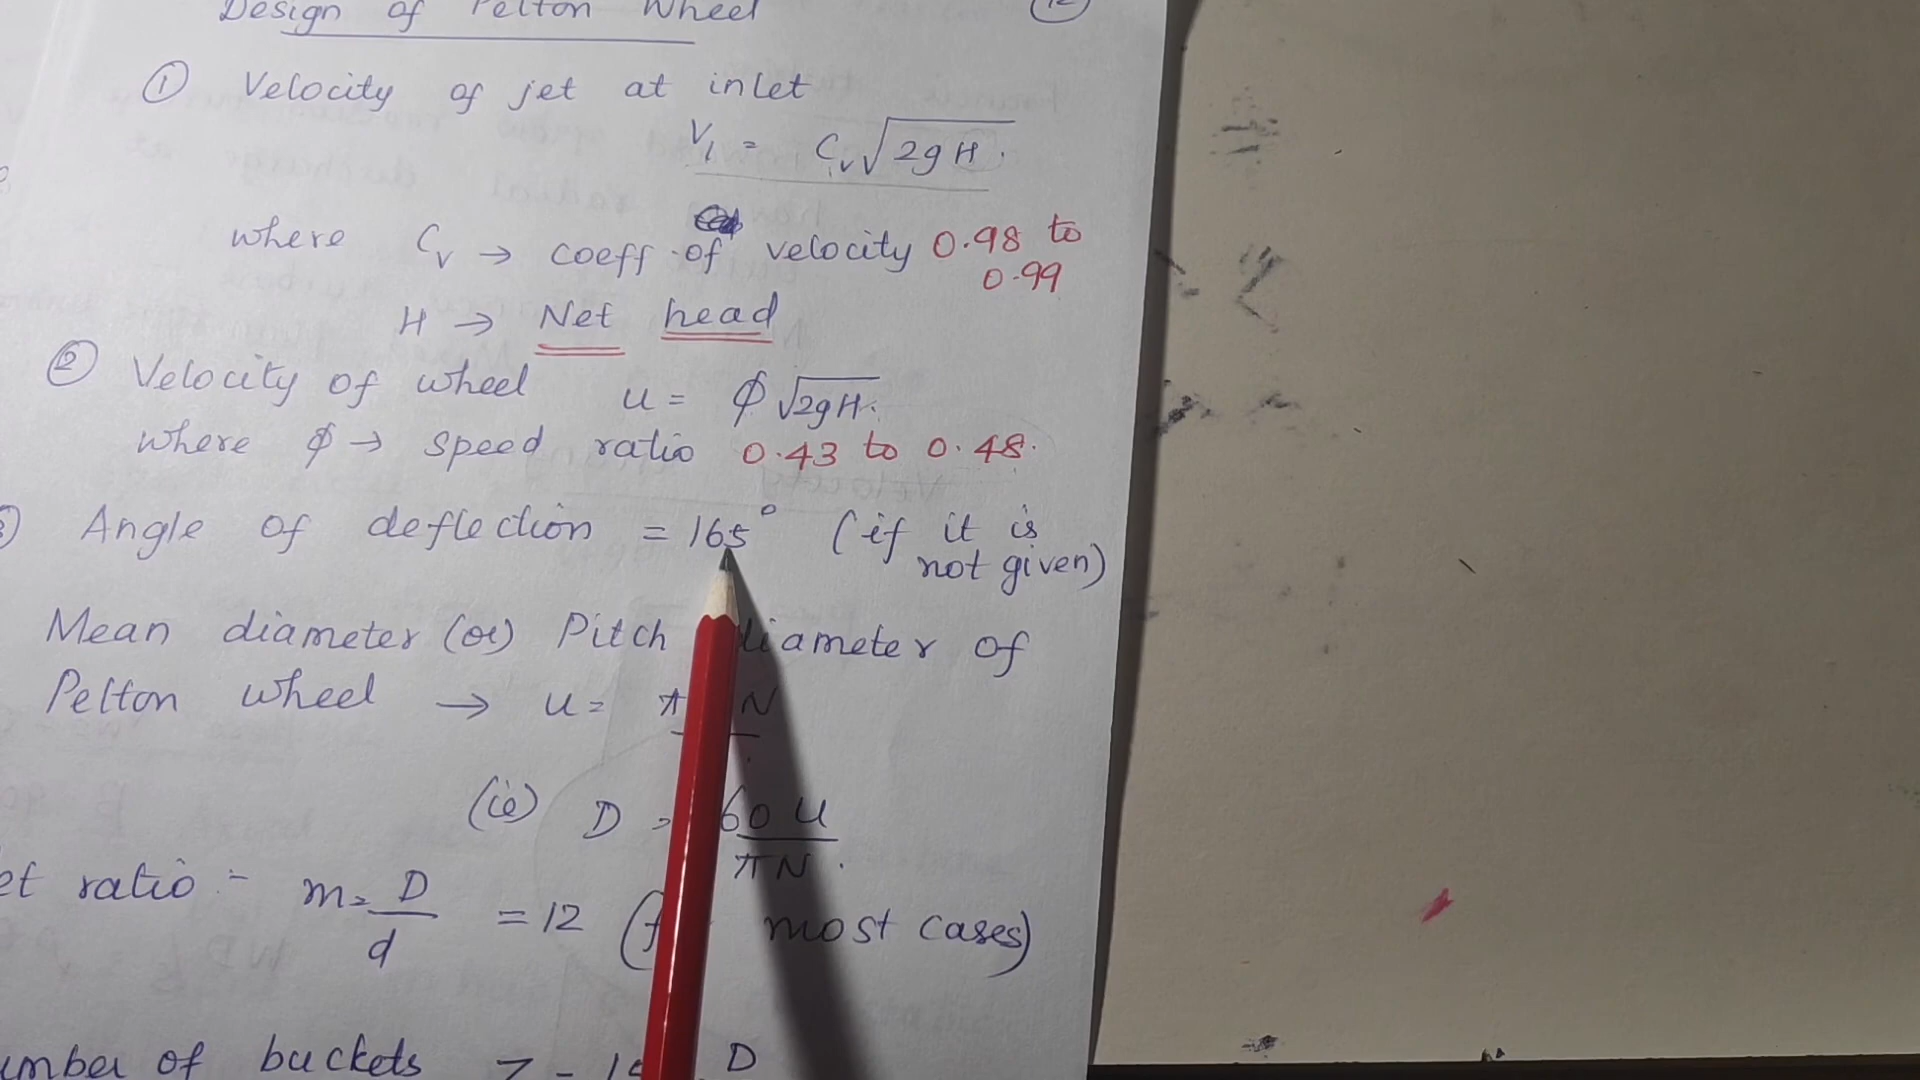 Design of Pelton Wheel
① Velocity of jet at inlet
V₁ = Cᵥ√2gH.
where Cᵥ → coeff of velocity 0.98 to
0.99
H → Net head
② Velocity of wheel u = ϕ√2gH.
where ϕ → speed ratio 0.43 to 0.48.
Angle of deflection = 165° (if it is
not given)
Mean diameter (or) Pitch diameter of
Pelton wheel → u = π N
(ie) D = 60 u
πN.
ratio :- m = D = 12 ( most cases)
d
of buckets D